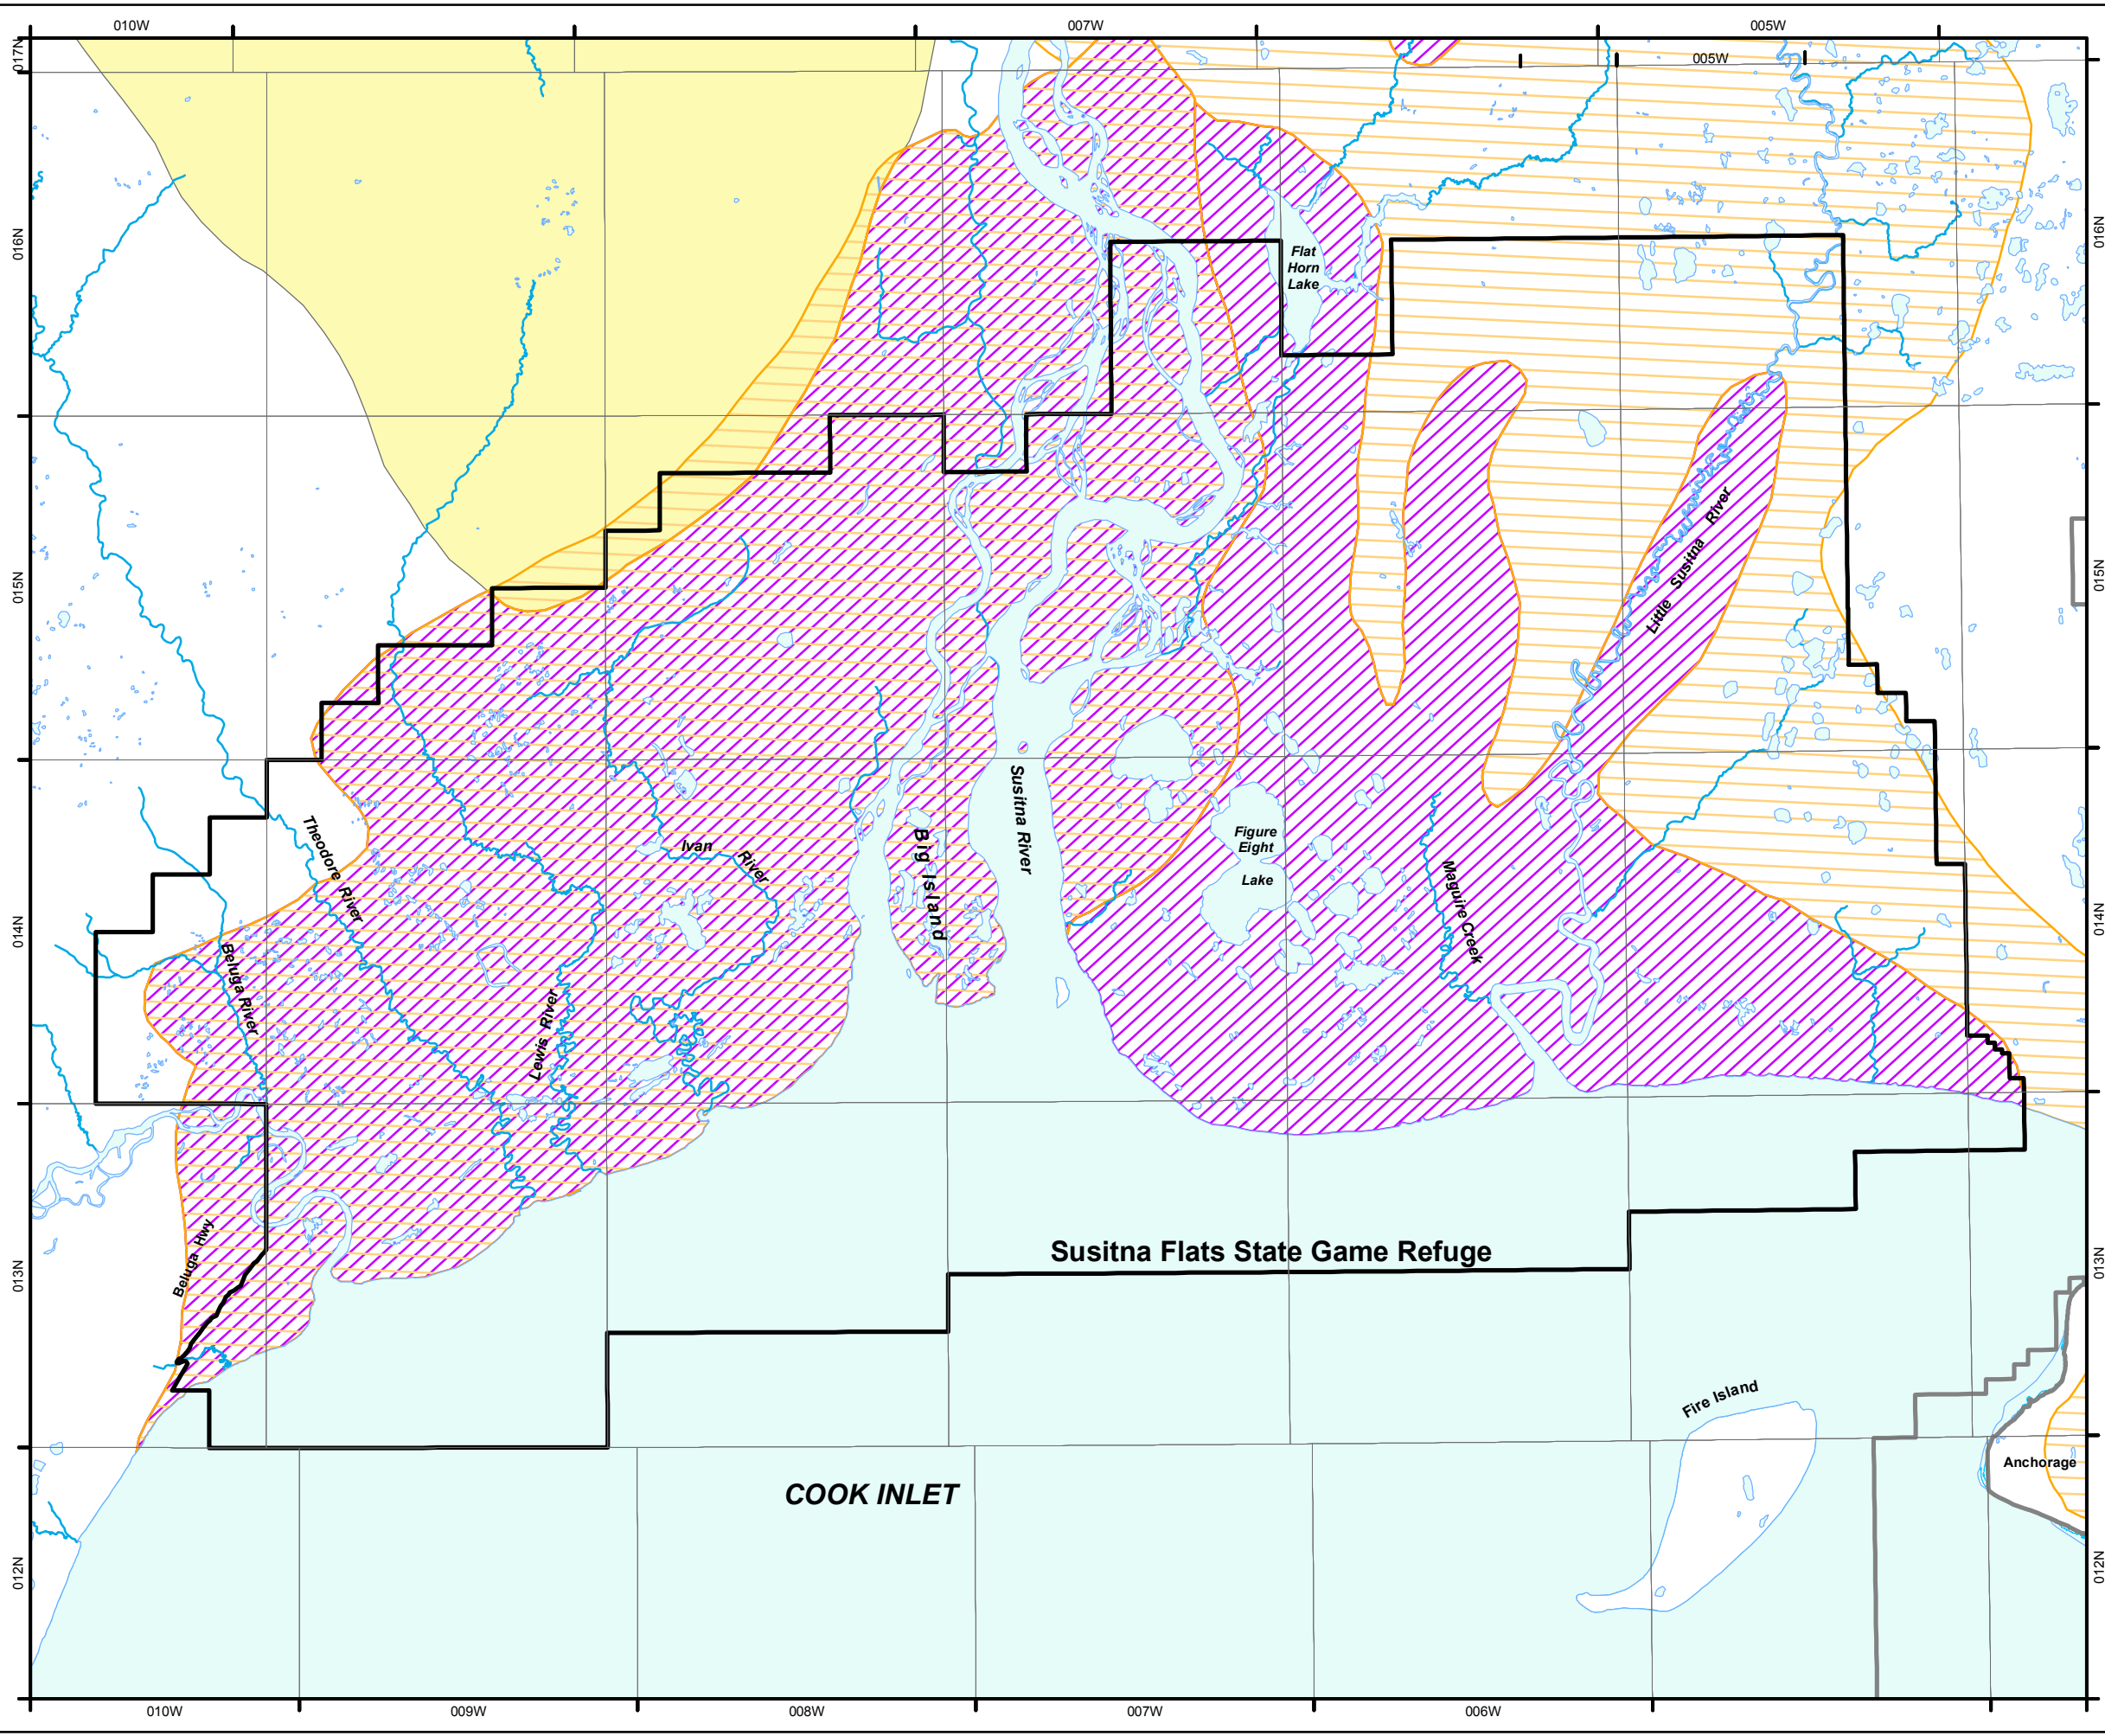 010W
007W
005W
005W
017N
016N
016N
Flat
Horn
Lake
015N
015N
Little Susitna River
Susitna River
Big Island
Figure
Eight
Lake
Ivan River
Theodore River
Maguire Creek
014N
014N
Beluga River
Lewis River
Beluga Hwy
013N
013N
Susitna Flats State Game Refuge
Fire Island
Anchorage
COOK INLET
012N
012N
010W
009W
008W
007W
006W